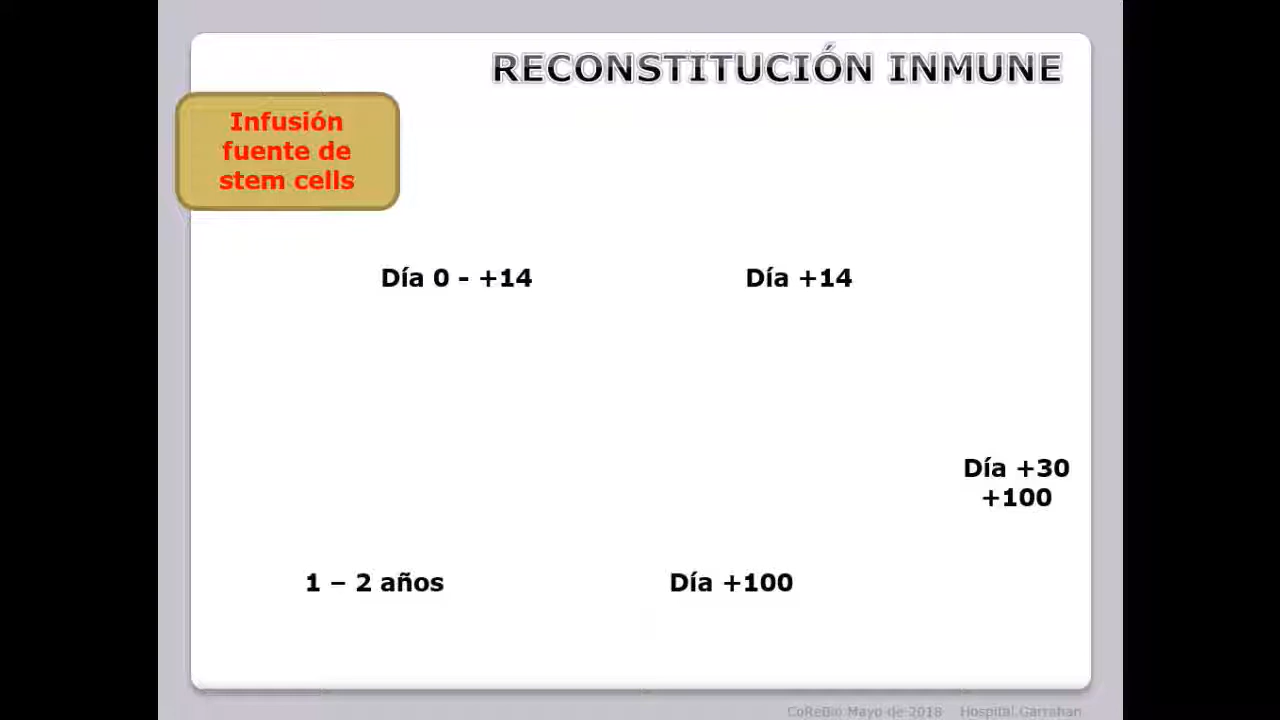 RECONSTITUCIÓN INMUNE
Infusión
fuente de
stem cells
Día 0 - +14
Día +14
Día +30
+100
1 – 2 años
Día +100
CoReBio Mayo de 2018 Hospital Garrahan